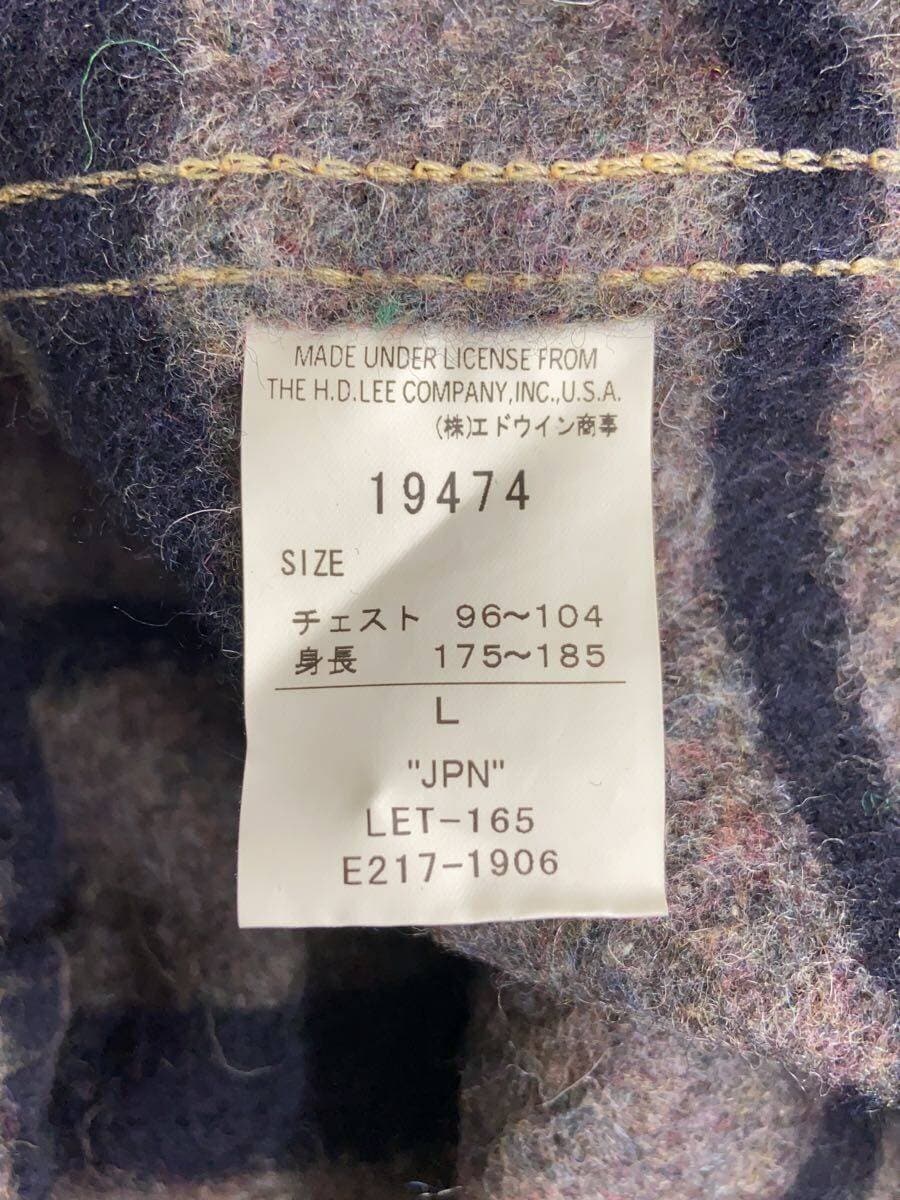 MADE UNDER LICENSE FROM
THE H.D.LEE COMPANY,INC.,U.S.A.
(株)エドウイン商事
19474
SIZE
チェスト 96〜104
身長 175〜185
L
"JPN"
LET-165
E217-1906